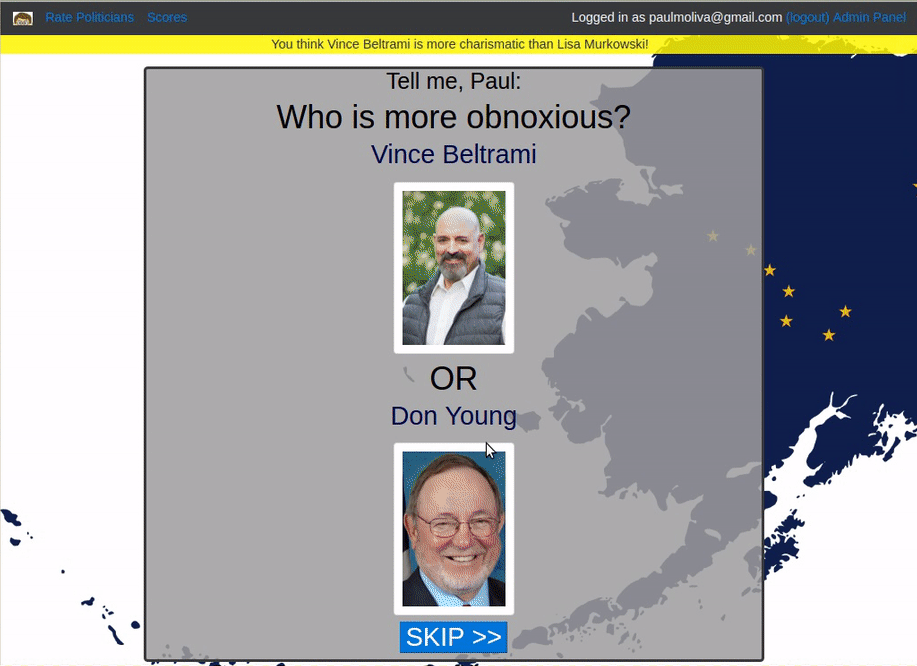 Rate Politicians Scores Logged in as paulmoliva@gmail.com (logout) Admin Panel
You think Vince Beltrami is more charismatic than Lisa Murkowski!
Tell me, Paul:
Who is more obnoxious?
Vince Beltrami
OR
Don Young
SKIP >>